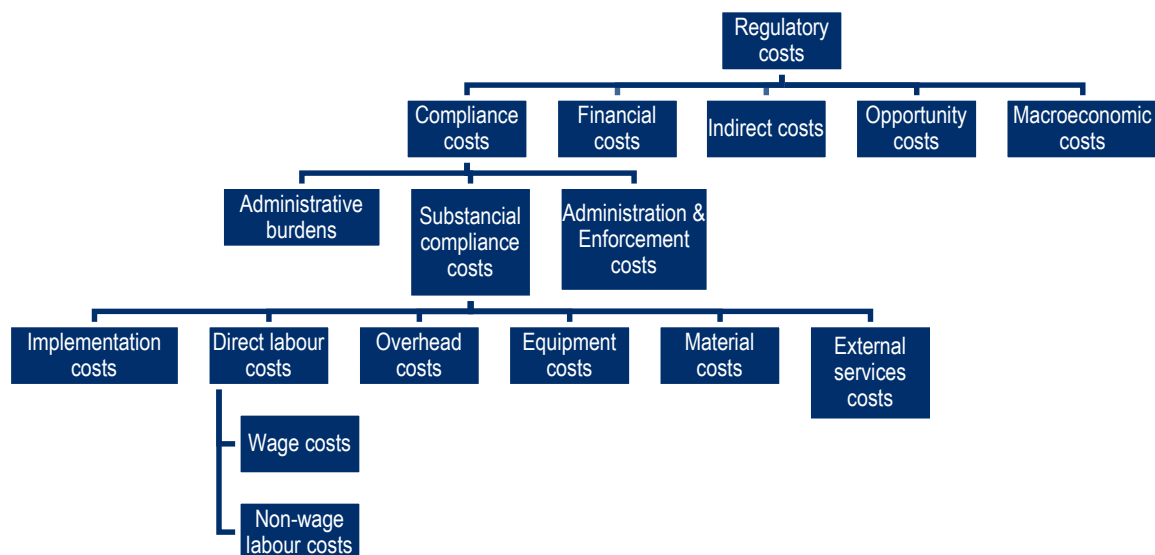 Regulatory
costs
Compliance
costs
Financial
costs
Indirect costs
Opportunity
costs
Macroeconomic
costs
Administrative
burdens
Substancial
compliance
costs
Administration &
Enforcement
costs
Implementation
costs
Direct labour
costs
Overhead
costs
Equipment
costs
Material
costs
External
services
costs
Wage costs
Non-wage
labour costs